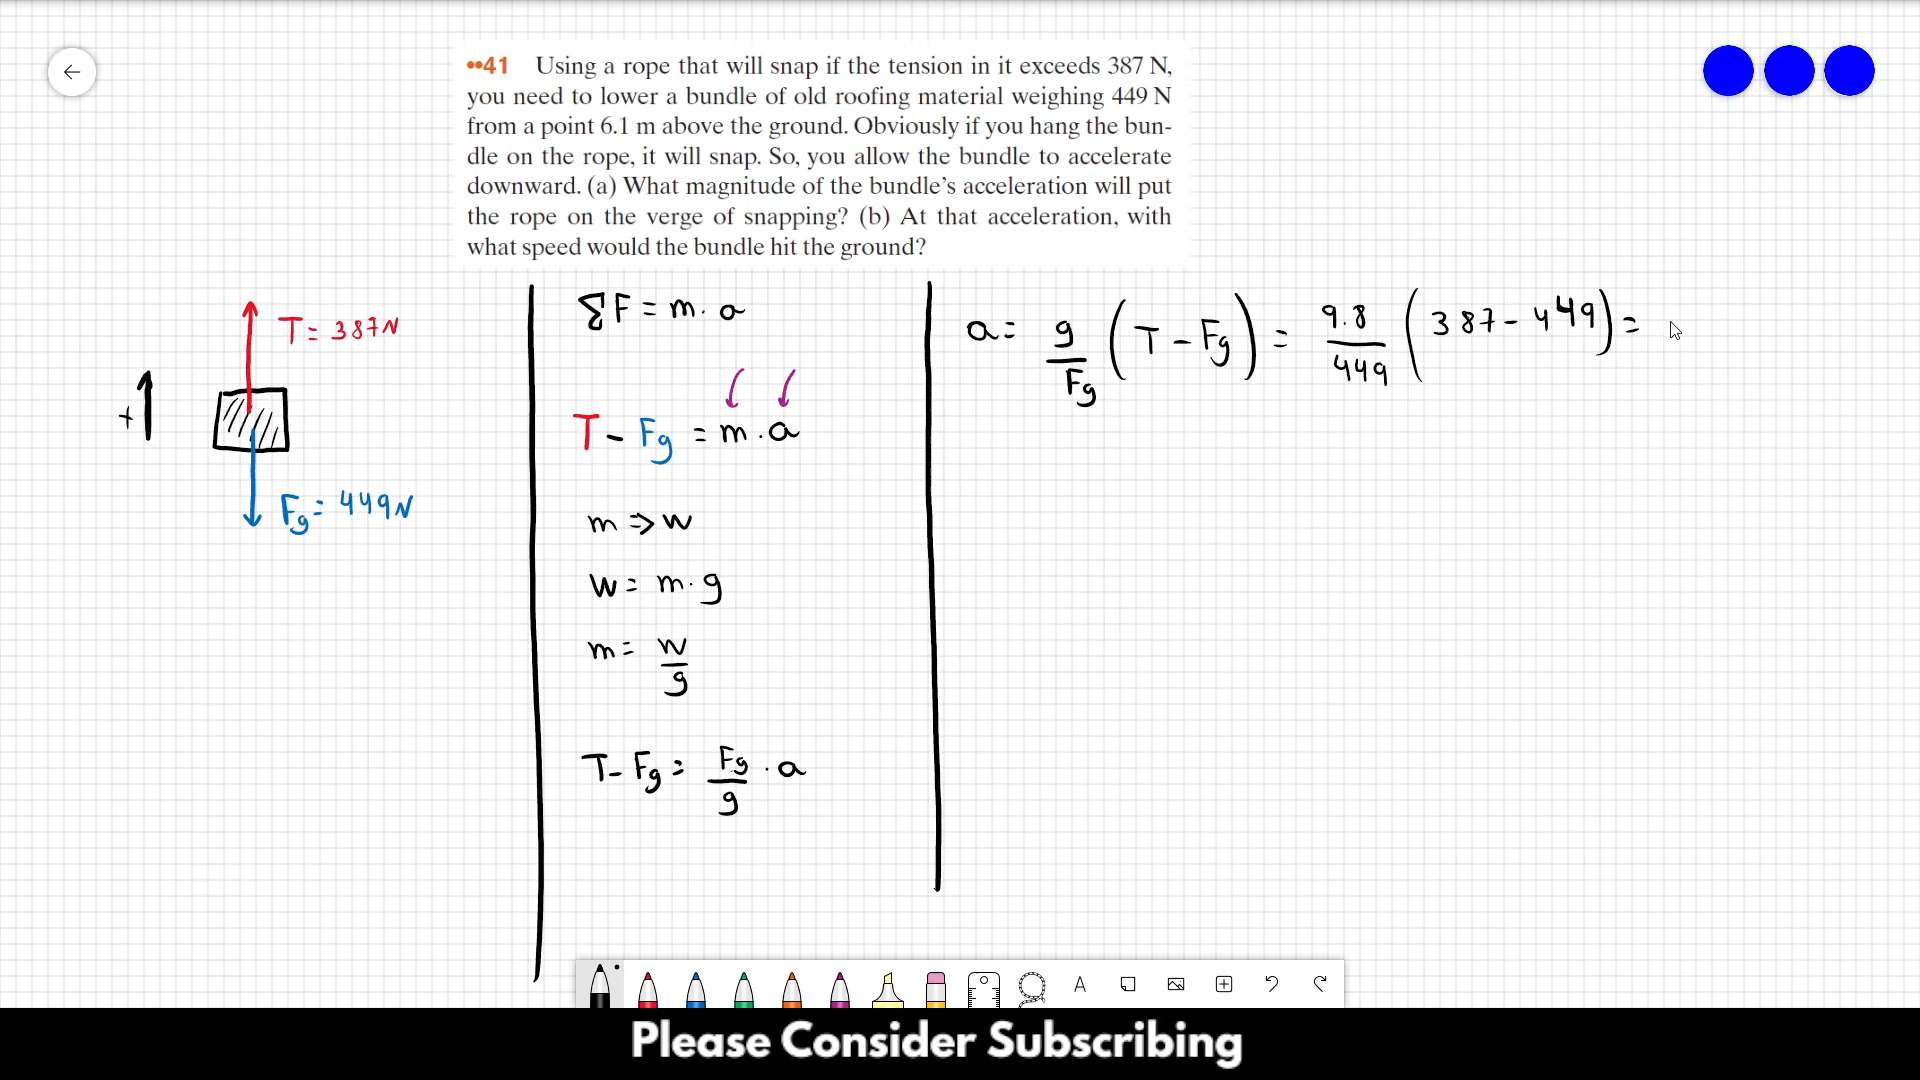 ••41 Using a rope that will snap if the tension in it exceeds 387 N,
you need to lower a bundle of old roofing material weighing 449 N
from a point 6.1 m above the ground. Obviously if you hang the bun-
dle on the rope, it will snap. So, you allow the bundle to accelerate
downward. (a) What magnitude of the bundle's acceleration will put
the rope on the verge of snapping? (b) At that acceleration, with
what speed would the bundle hit the ground?
T = 387N
+
Fg = 449N
ΣF = m · a
T - Fg = m · a
m => w
w = m · g
m = w/g
T - Fg = Fg/g · a
a = g/Fg (T - Fg) = 9.8/449 (387 - 449) =
A
Please Consider Subscribing